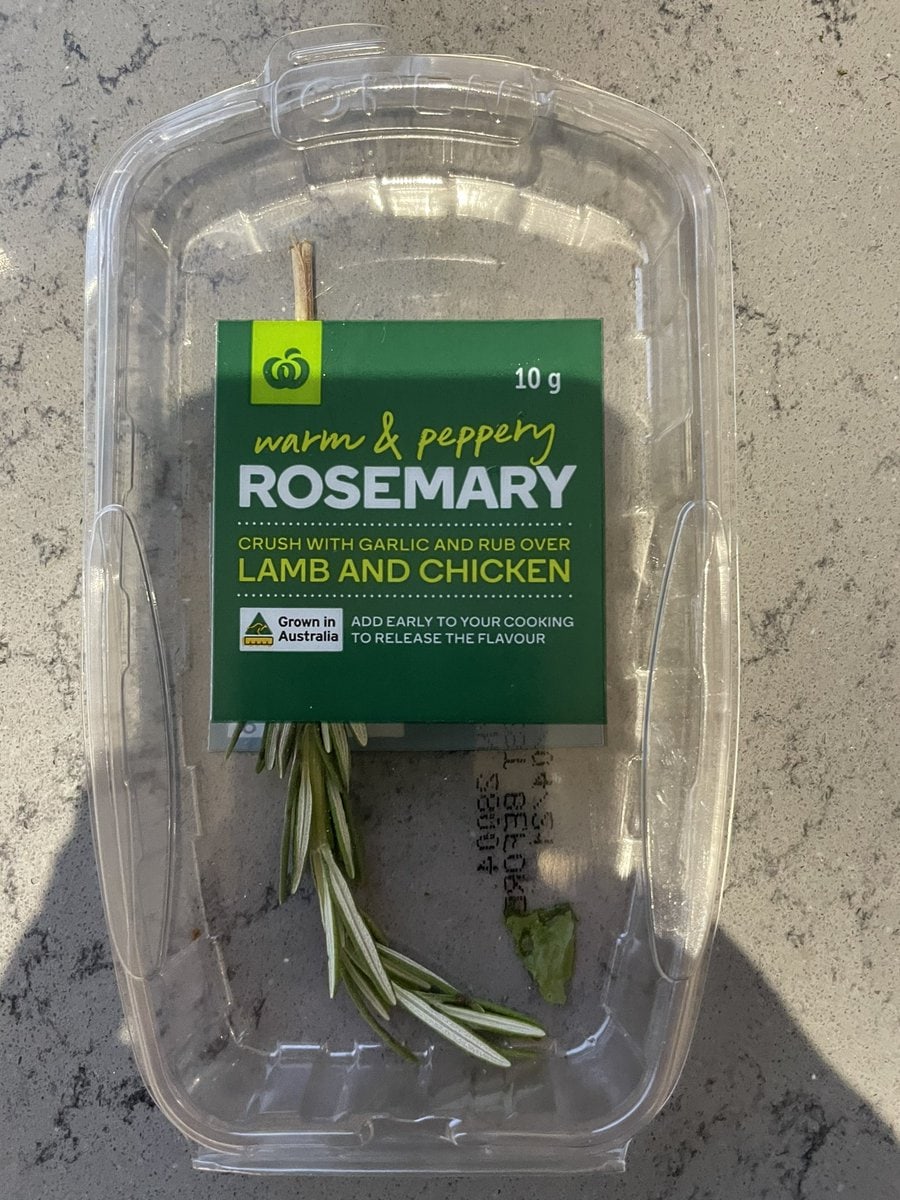 OPEN
10 g
warm & peppery
ROSEMARY
CRUSH WITH GARLIC AND RUB OVER
LAMB AND CHICKEN
Grown in
Australia
ADD EARLY TO YOUR COOKING
TO RELEASE THE FLAVOUR